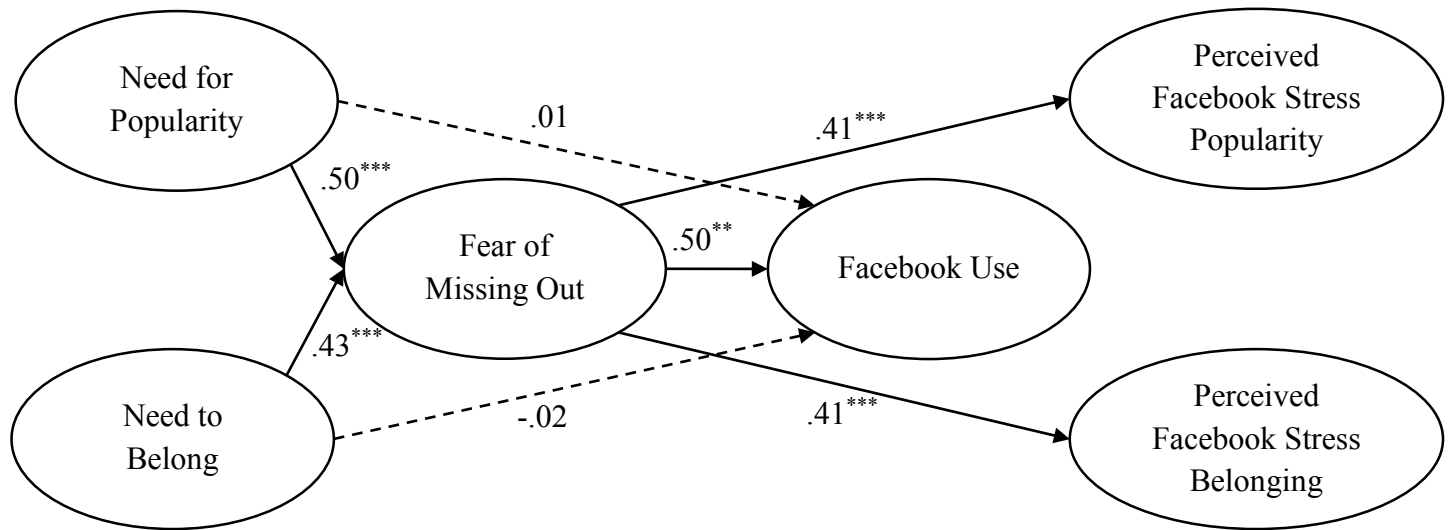 Need for
Popularity
Perceived
Facebook Stress
Popularity
.01
.41***
.50***
Fear of
Missing Out
.50**
Facebook Use
.43***
-.02
.41***
Need to
Belong
Perceived
Facebook Stress
Belonging